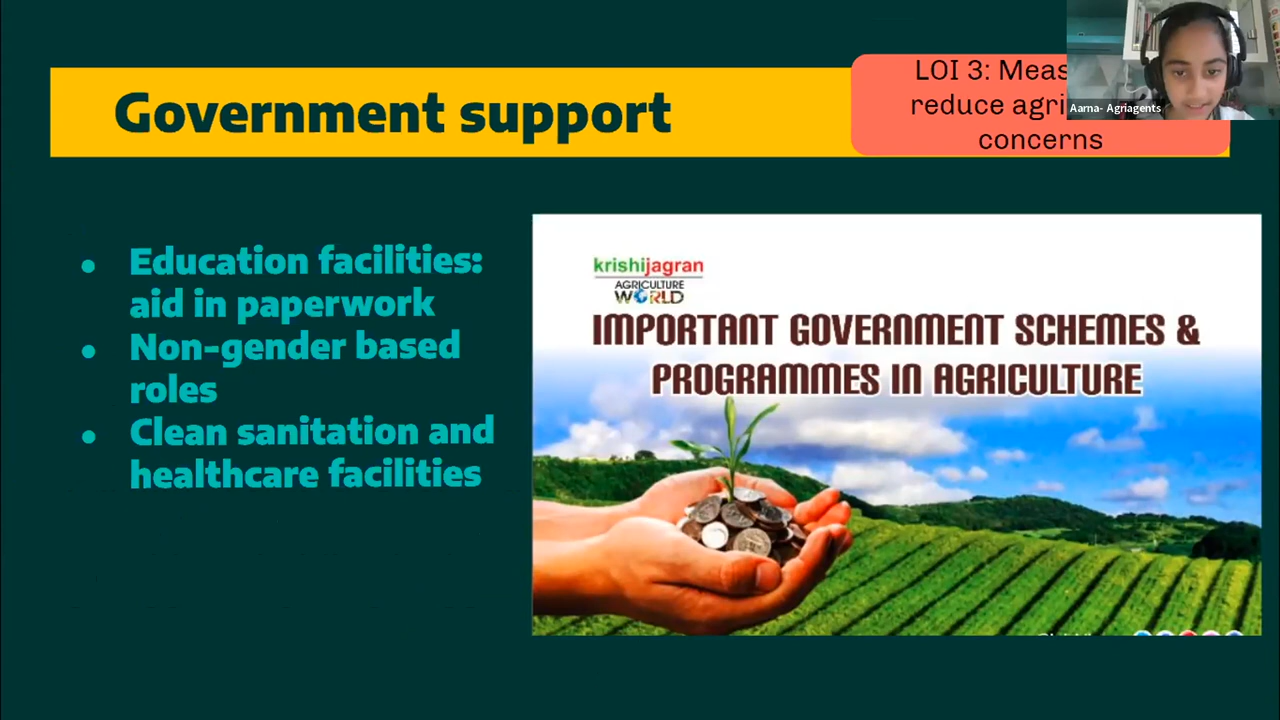 Government support
LOI 3: Meas
reduce agri
concerns
Aarna- Agriagents
Education facilities:
aid in paperwork
Non-gender based
roles
Clean sanitation and
healthcare facilities
krishijagran
AGRICULTURE
WORLD
IMPORTANT GOVERNMENT SCHEMES &
PROGRAMMES IN AGRICULTURE